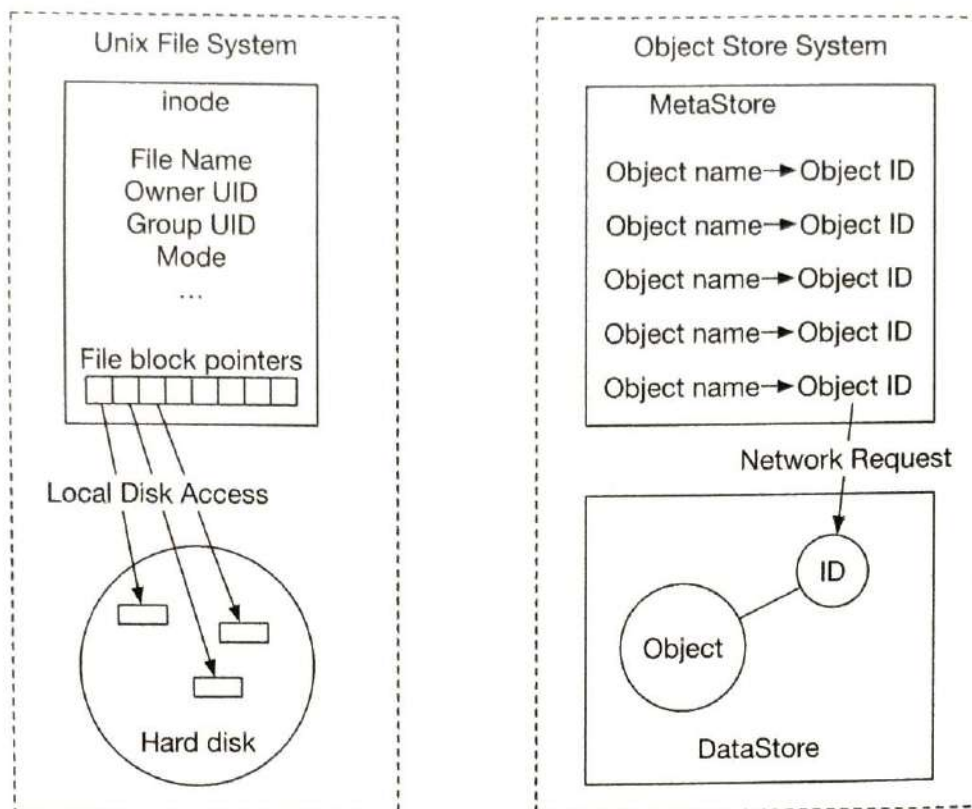 Unix File System
inode
File Name
Owner UID
Group UID
Mode
...
File block pointers
Local Disk Access
Hard disk
Object Store System
MetaStore
Object name Object ID
Object name Object ID
Object name Object ID
Object name Object ID
Object name Object ID
Network Request
ID
Object
DataStore